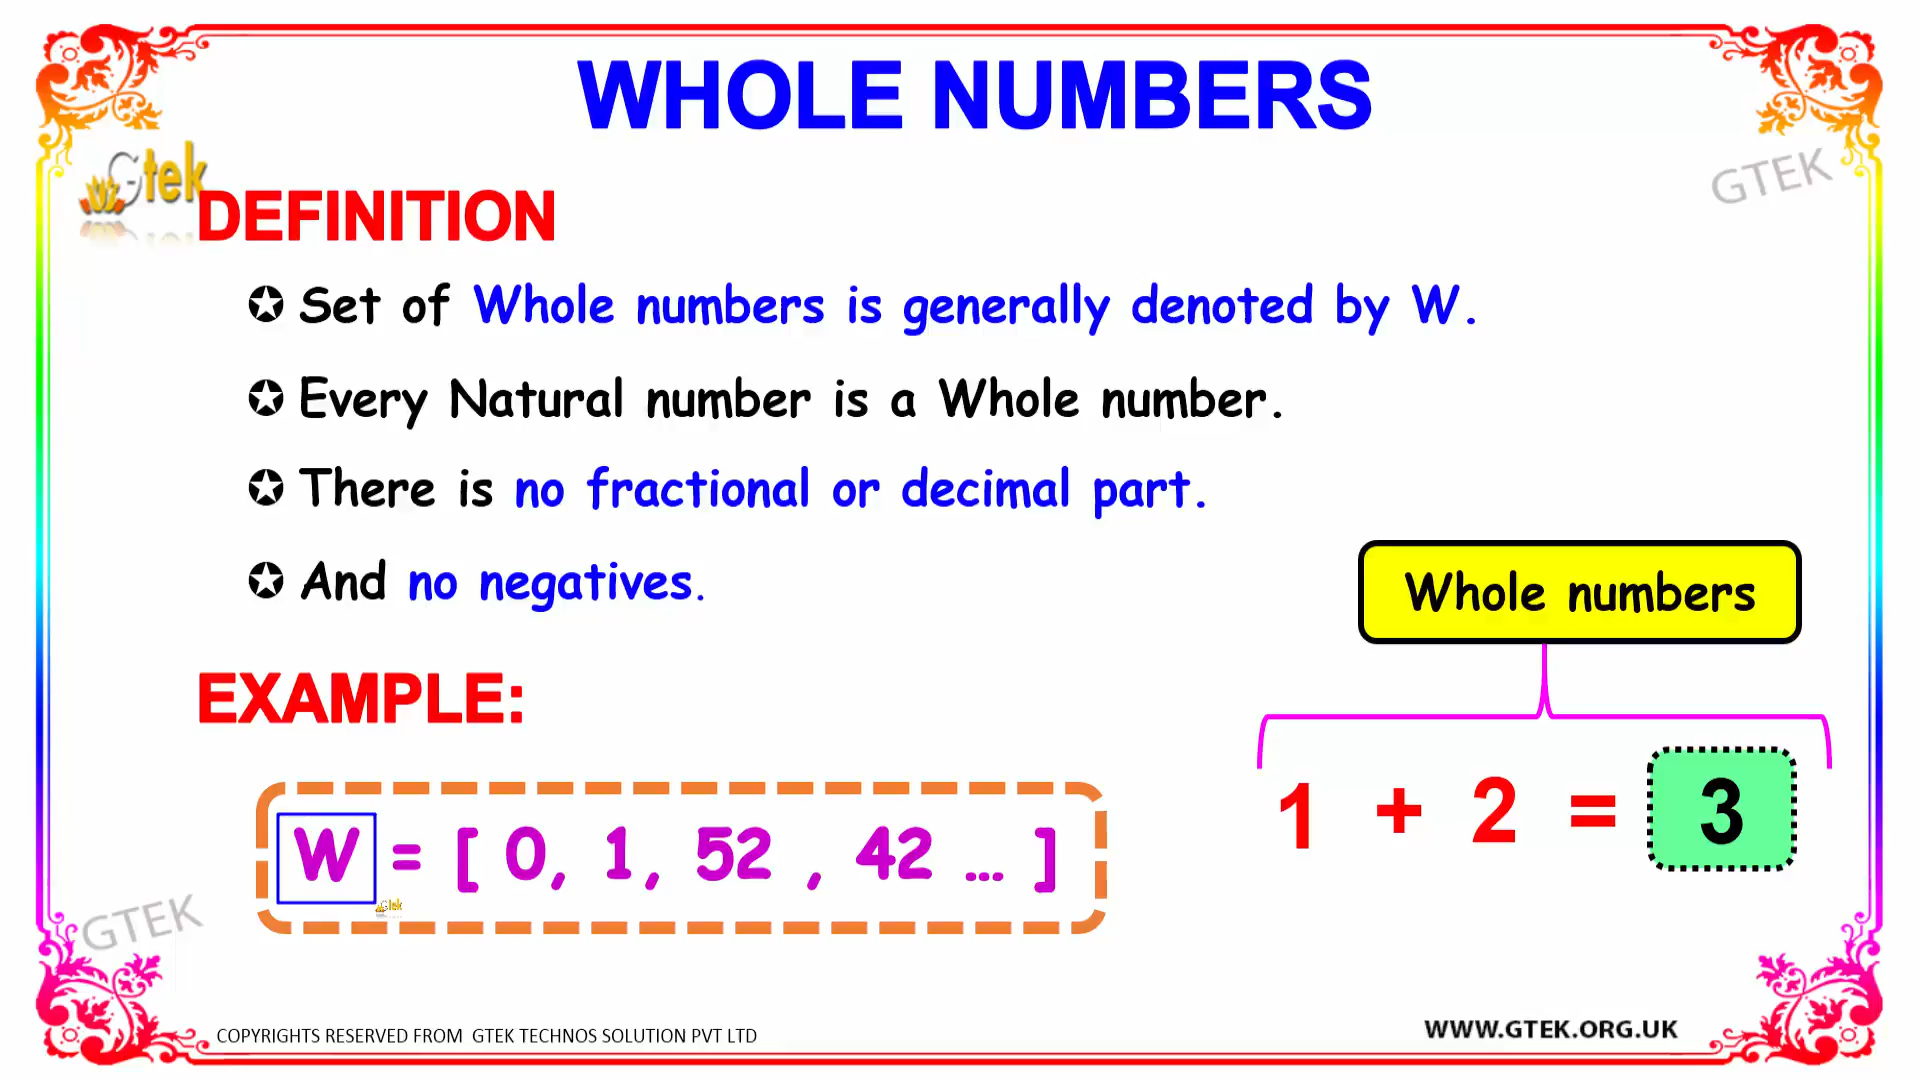 WHOLE NUMBERS
Gtek
GTEK
DEFINITION
✪ Set of Whole numbers is generally denoted by W.
✪ Every Natural number is a Whole number.
✪ There is no fractional or decimal part.
✪ And no negatives.
Whole numbers
EXAMPLE:
1 + 2 = 3
W = [ 0, 1, 52 , 42 ... ]
Gtek
GTEK
COPYRIGHTS RESERVED FROM GTEK TECHNOS SOLUTION PVT LTD
WWW.GTEK.ORG.UK